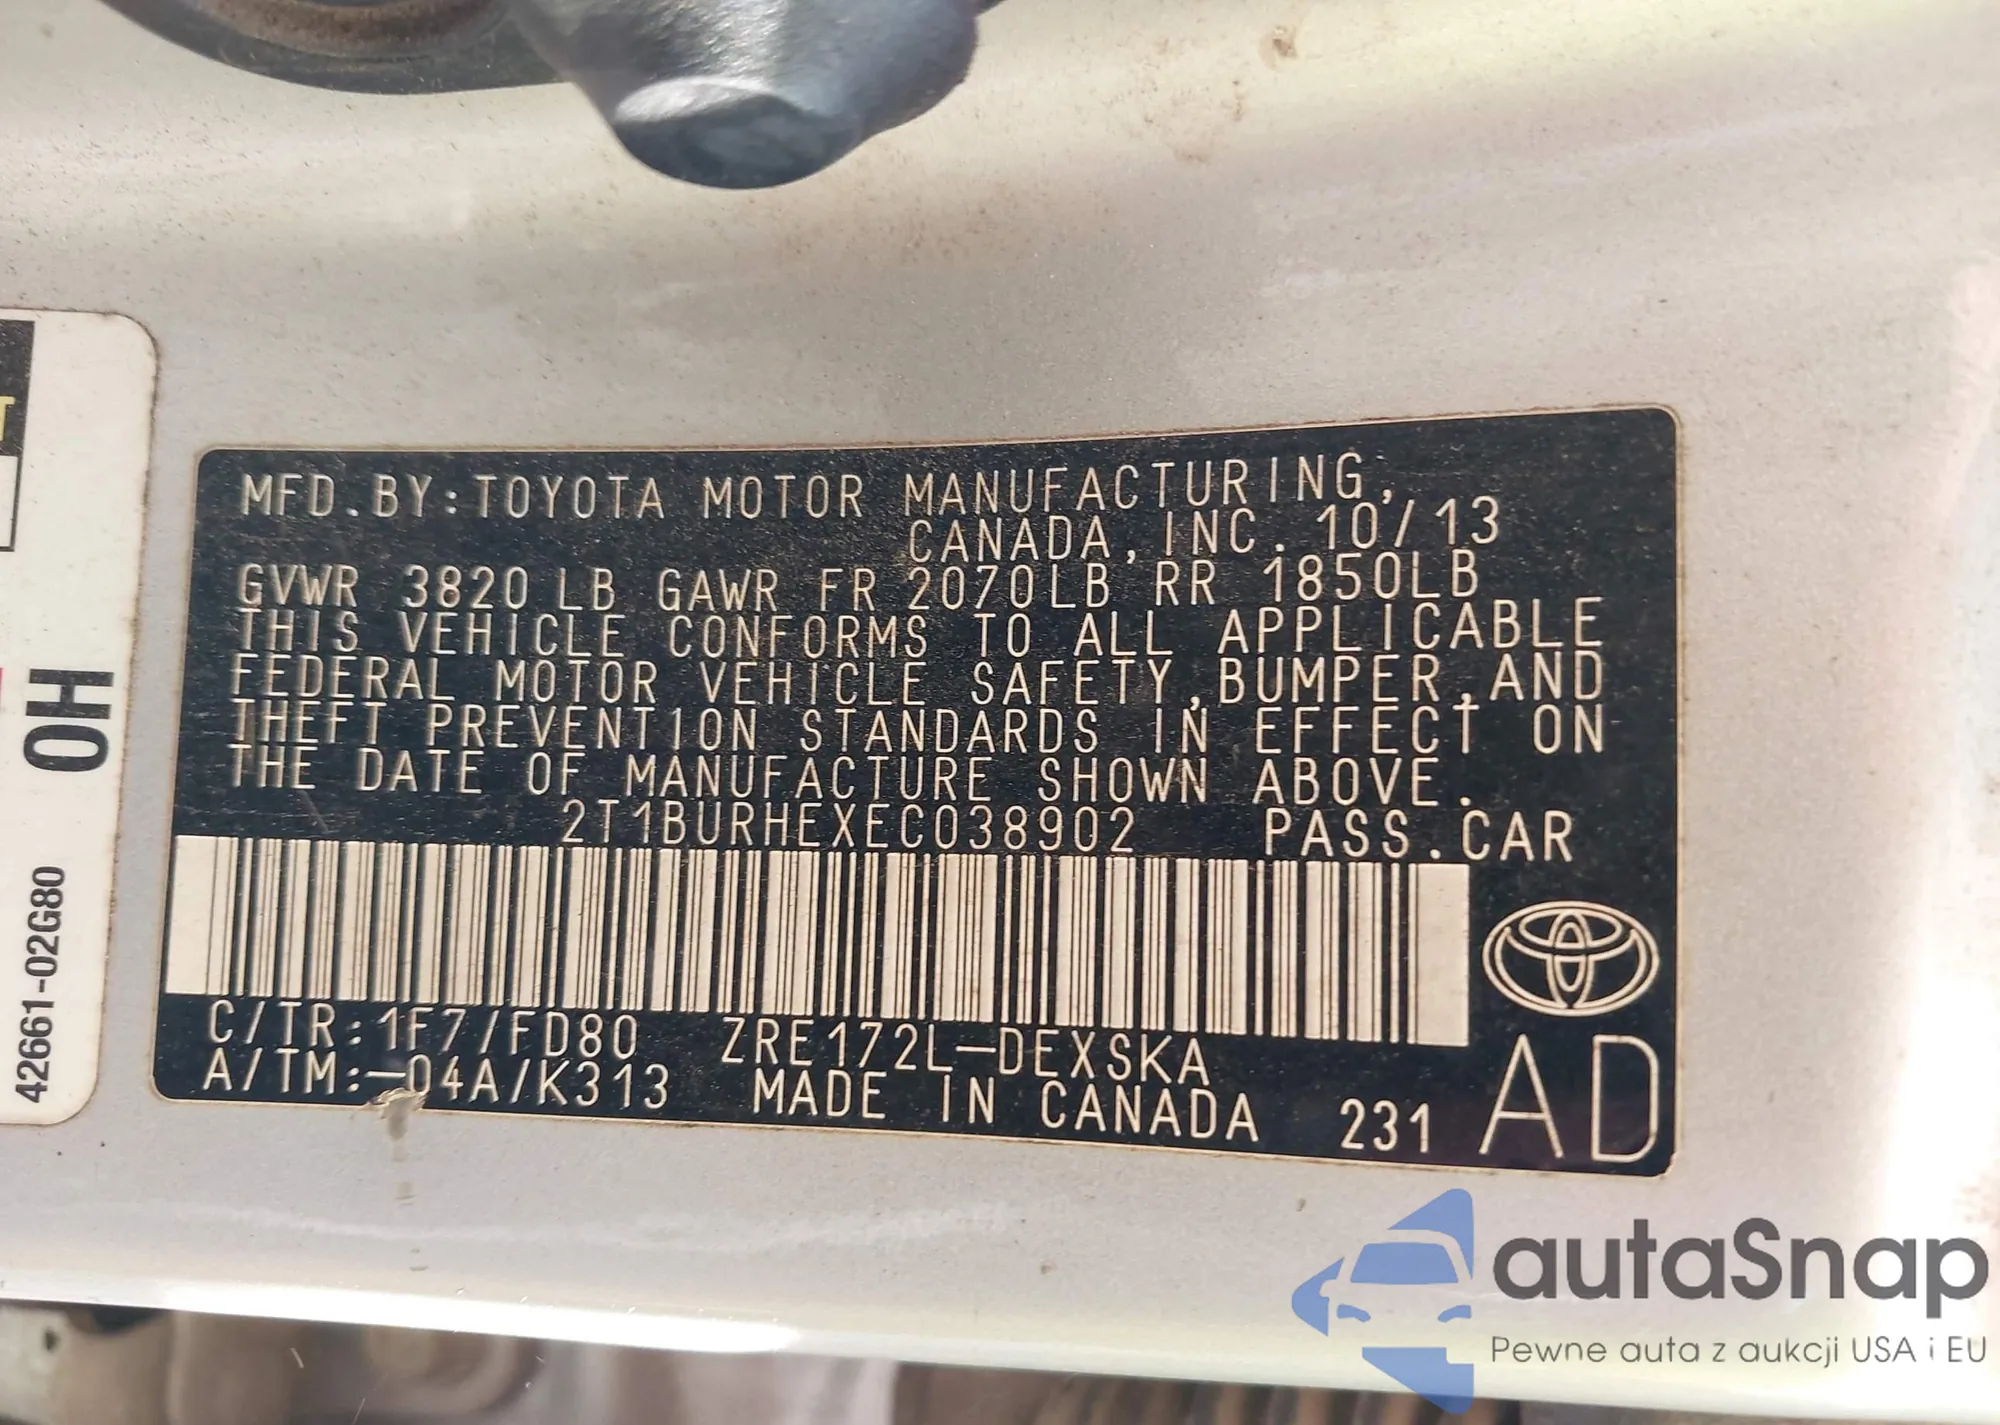 T
0H
42661-02G80
MFD.BY:TOYOTA MOTOR MANUFACTURING,
CANADA,INC. 10/13
GVWR 3820 LB GAWR FR 2070LB RR 1850LB
THIS VEHICLE CONFORMS TO ALL APPLICABLE
FEDERAL MOTOR VEHICLE SAFETY,BUMPER,AND
THEFT PREVENTION STANDARDS IN EFFECT ON
THE DATE OF MANUFACTURE SHOWN ABOVE.
2T1BURHEXEC038902 PASS.CAR
C/TR:1F7/FD80 ZRE172L-DEXSKA
A/TM:-04A/K313 MADE IN CANADA 231 AD
autaSnap
Pewne auta z aukcji USA i EU